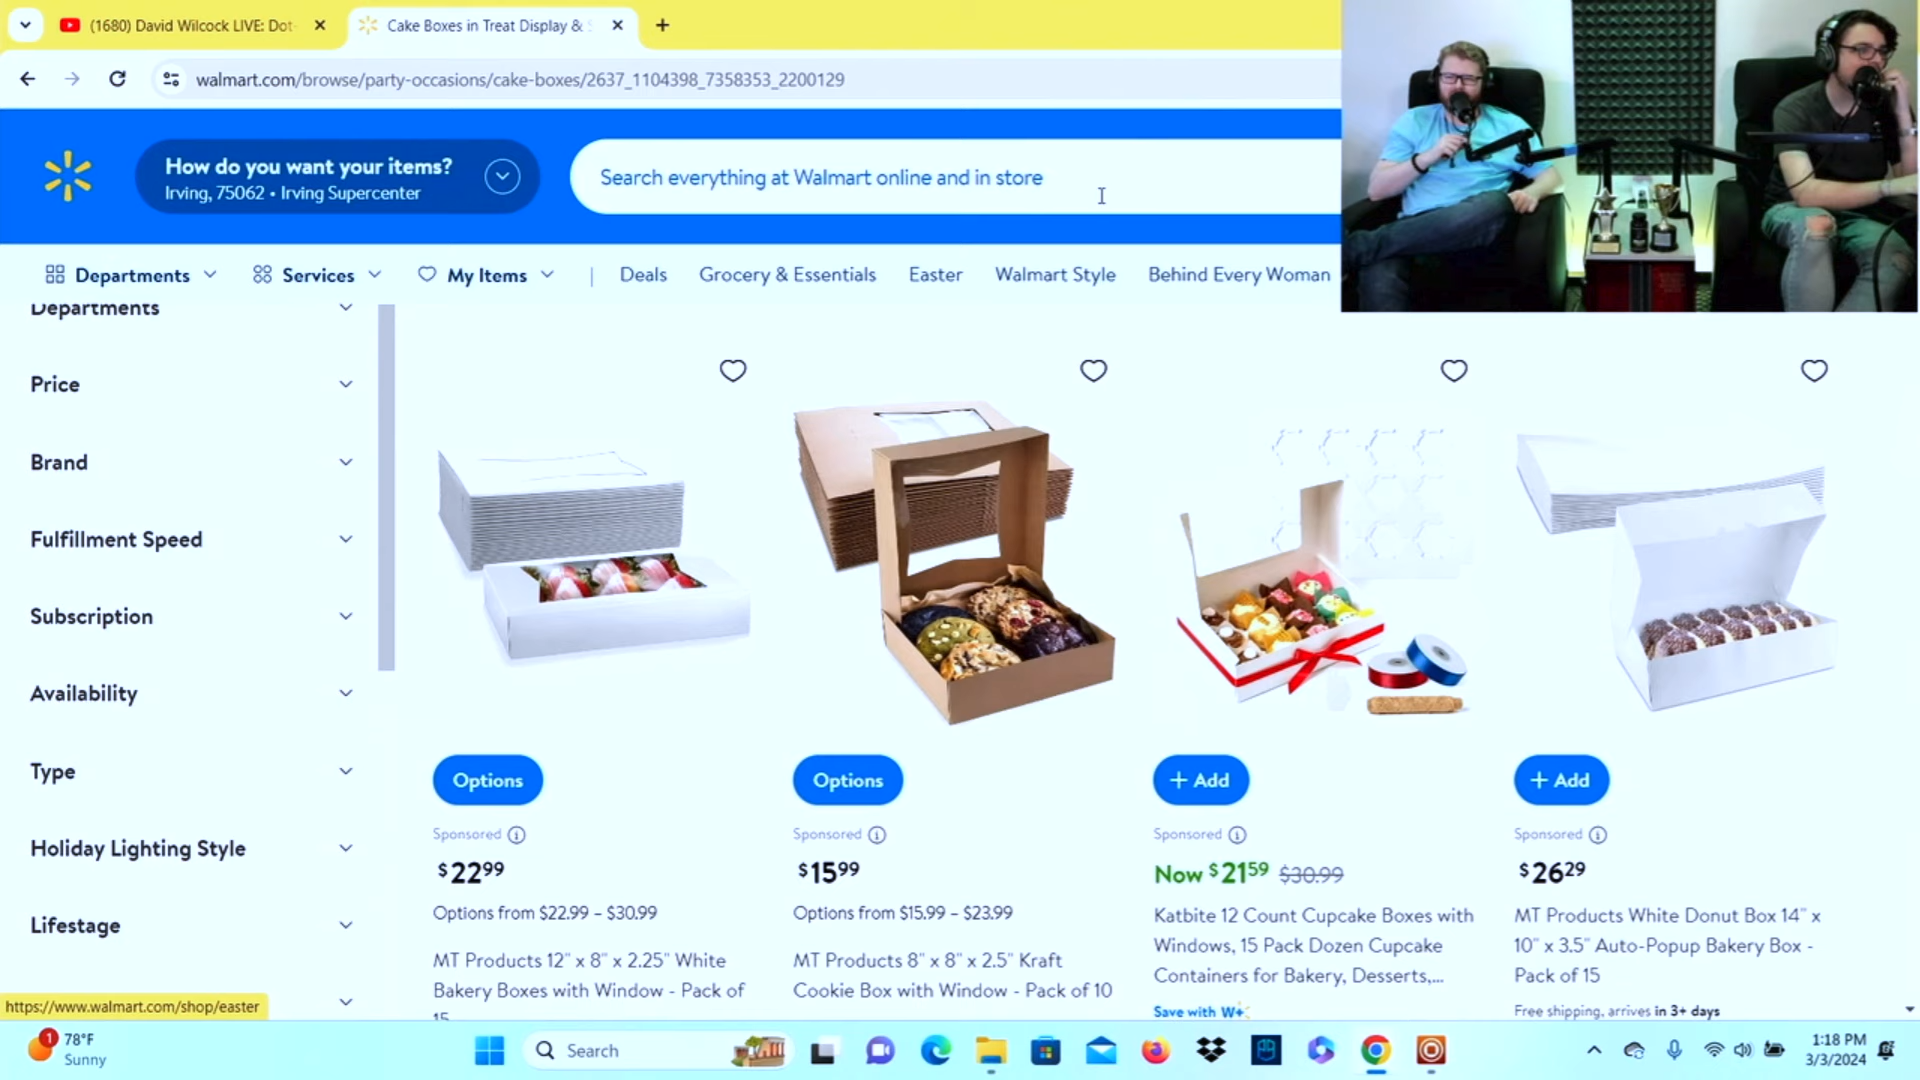 (1680) David Wilcock LIVE: Dot-
Cake Boxes in Treat Display &
walmart.com/browse/party-occasions/cake-boxes/2637_1104398_7358353_2200129
How do you want your items?
Irving, 75062 • Irving Supercenter
Search everything at Walmart online and in store
Departments
Services
My Items
Deals
Grocery & Essentials
Easter
Walmart Style
Behind Every Woman
Departments
Price
Brand
Fulfillment Speed
Subscription
Availability
Type
Holiday Lighting Style
Lifestage
Options
Options
+ Add
+ Add
Sponsored
Sponsored
Sponsored
Sponsored
$22.99
$15.99
Now $21.59 $30.99
$26.29
Options from $22.99 – $30.99
MT Products 12" x 8" x 2.25" White
Bakery Boxes with Window - Pack of
15
Options from $15.99 – $23.99
MT Products 8" x 8" x 2.5" Kraft
Cookie Box with Window - Pack of 10
Katbite 12 Count Cupcake Boxes with
Windows, 15 Pack Dozen Cupcake
Containers for Bakery, Desserts,...
Save with W+
MT Products White Donut Box 14" x
10" x 3.5" Auto-Popup Bakery Box -
Pack of 15
Free shipping, arrives in 3+ days
https://www.walmart.com/shop/easter
1
78°F
Sunny
Search
1:18 PM
3/3/2024